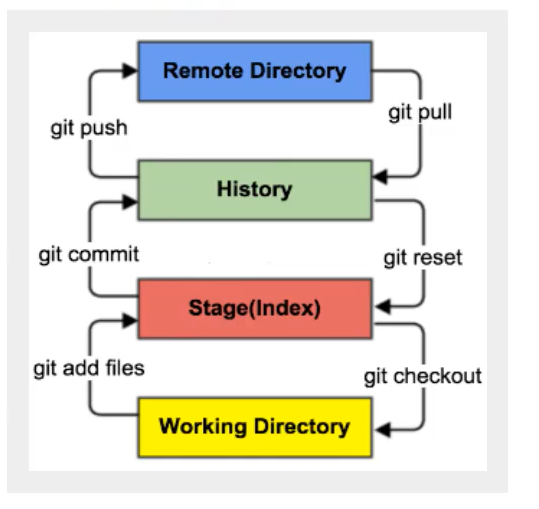 Remote Directory
git push
git pull
History
git commit
git reset
Stage(Index)
git add files
git checkout
Working Directory